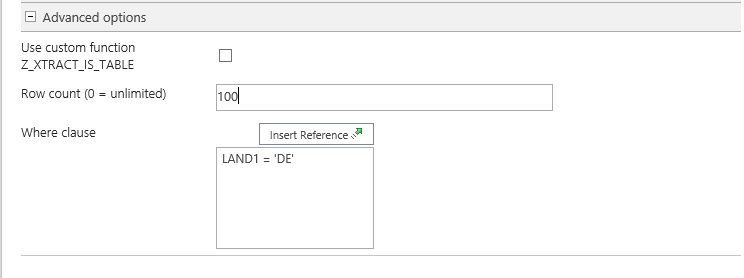 Advanced options
Use custom function
Z_XTRACT_IS_TABLE
Row count (0 = unlimited)
100
Where clause
Insert Reference
LAND1 = 'DE'